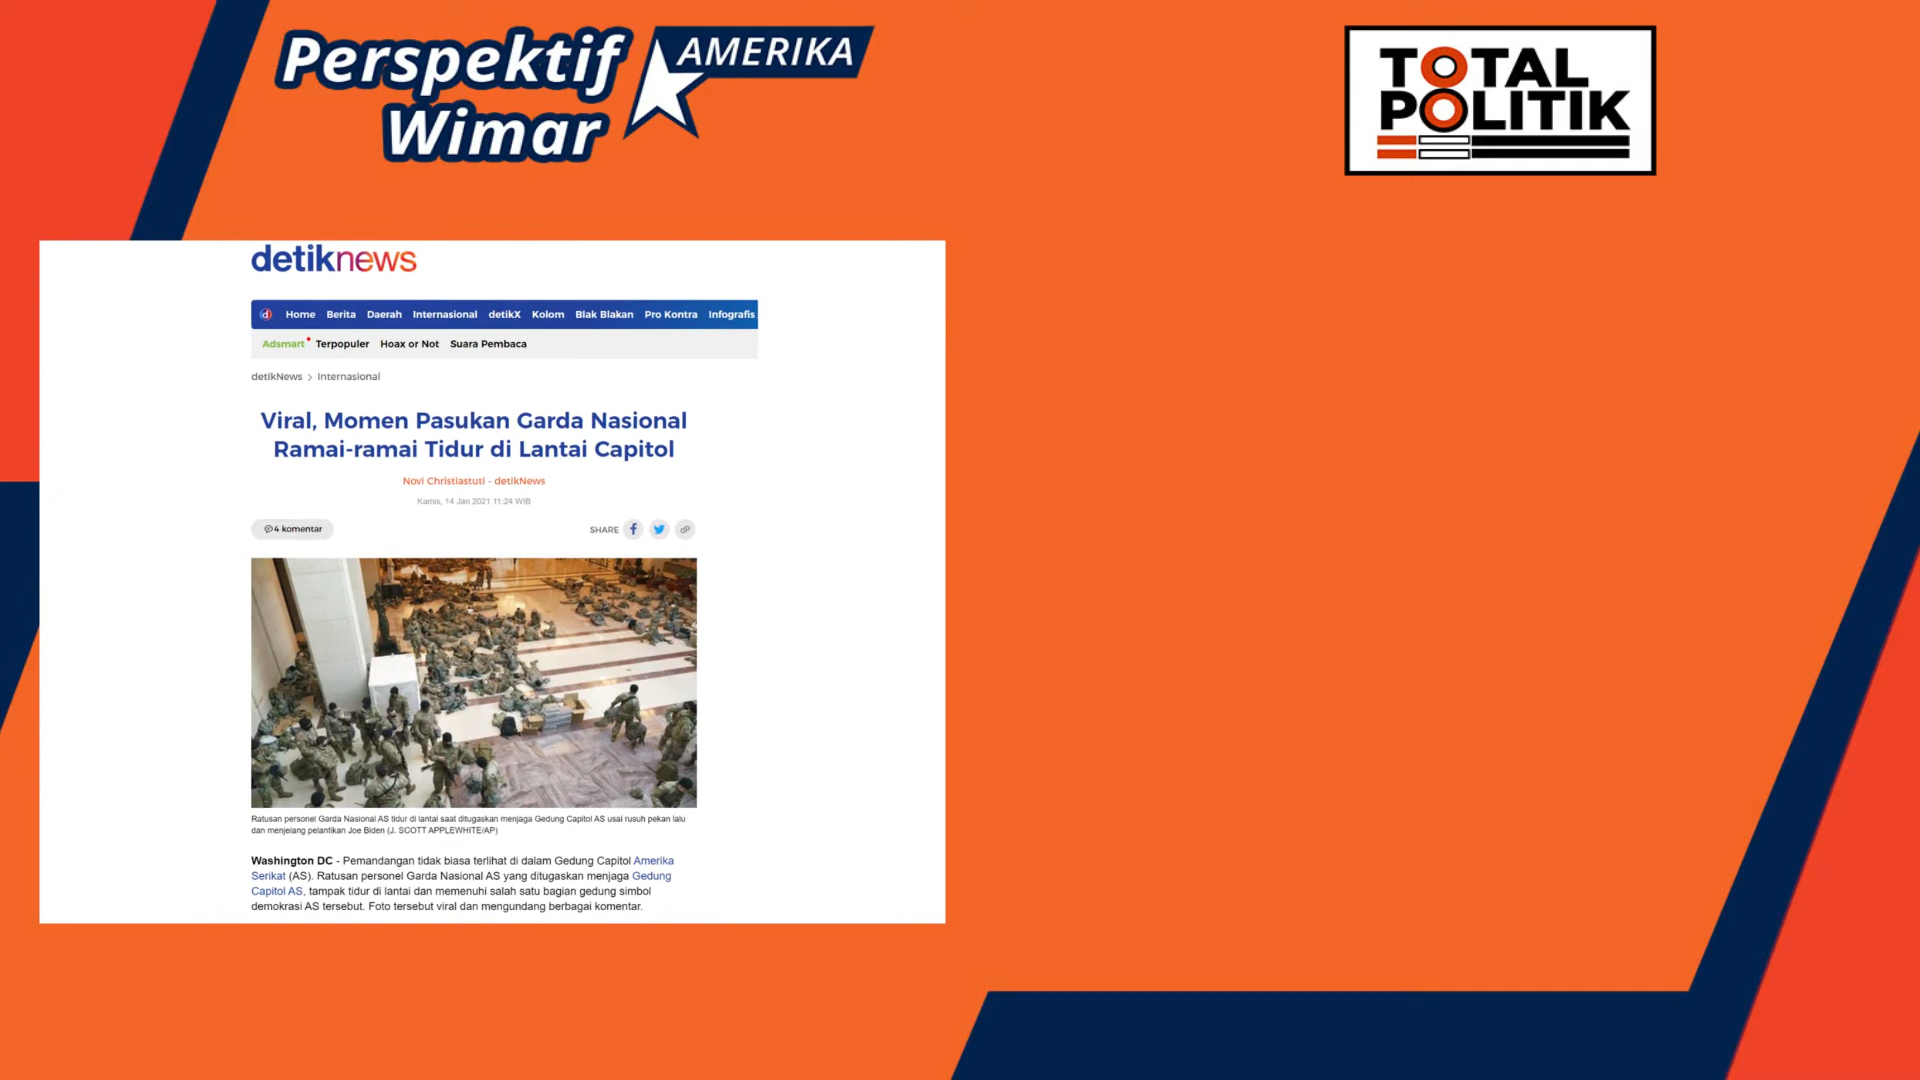 Perspektif
AMERIKA
Wimar
TOTAL
POLITIK
detiknews
Home Berita Daerah Internasional detikX Kolom Blak Blakan Pro Kontra Infografis
Adsmart Terpopuler Hoax or Not Suara Pembaca
detikNews > Internasional
Viral, Momen Pasukan Garda Nasional
Ramai-ramai Tidur di Lantai Capitol
Novi Christiastuti - detikNews
Kamis, 14 Jan 2021 11:24 WIB
4 komentar
SHARE
Ratusan personel Garda Nasional AS tidur di lantai saat ditugaskan menjaga Gedung Capitol AS usai rusuh pekan lalu
dan menjelang pelantikan Joe Biden (J. SCOTT APPLEWHITE/AP)
Washington DC - Pemandangan tidak biasa terlihat di dalam Gedung Capitol Amerika
Serikat (AS). Ratusan personel Garda Nasional AS yang ditugaskan menjaga Gedung
Capitol AS, tampak tidur di lantai dan memenuhi salah satu bagian gedung simbol
demokrasi AS tersebut. Foto tersebut viral dan mengundang berbagai komentar.